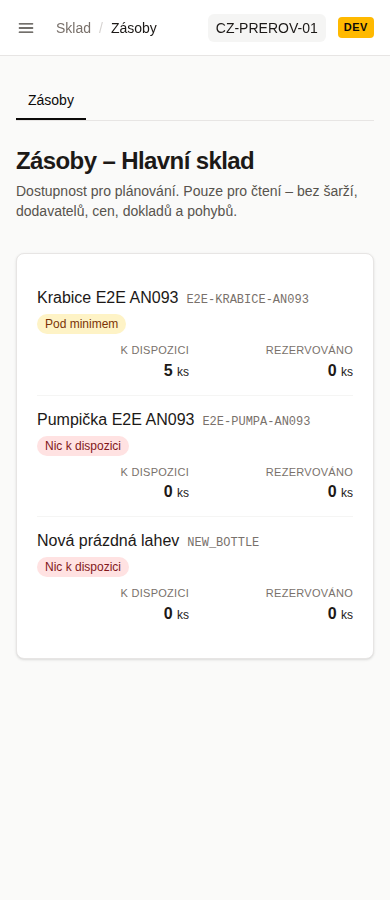 Sklad / Zásoby CZ-PREROV-01 DEV
Zásoby
Zásoby – Hlavní sklad
Dostupnost pro plánování. Pouze pro čtení – bez šarží,
dodavatelů, cen, dokladů a pohybů.
Krabice E2E AN093 E2E-KRABICE-AN093
Pod minimem
K DISPOZICI REZERVOVÁNO
5 ks 0 ks
Pumpička E2E AN093 E2E-PUMPA-AN093
Nic k dispozici
K DISPOZICI REZERVOVÁNO
0 ks 0 ks
Nová prázdná lahev NEW_BOTTLE
Nic k dispozici
K DISPOZICI REZERVOVÁNO
0 ks 0 ks